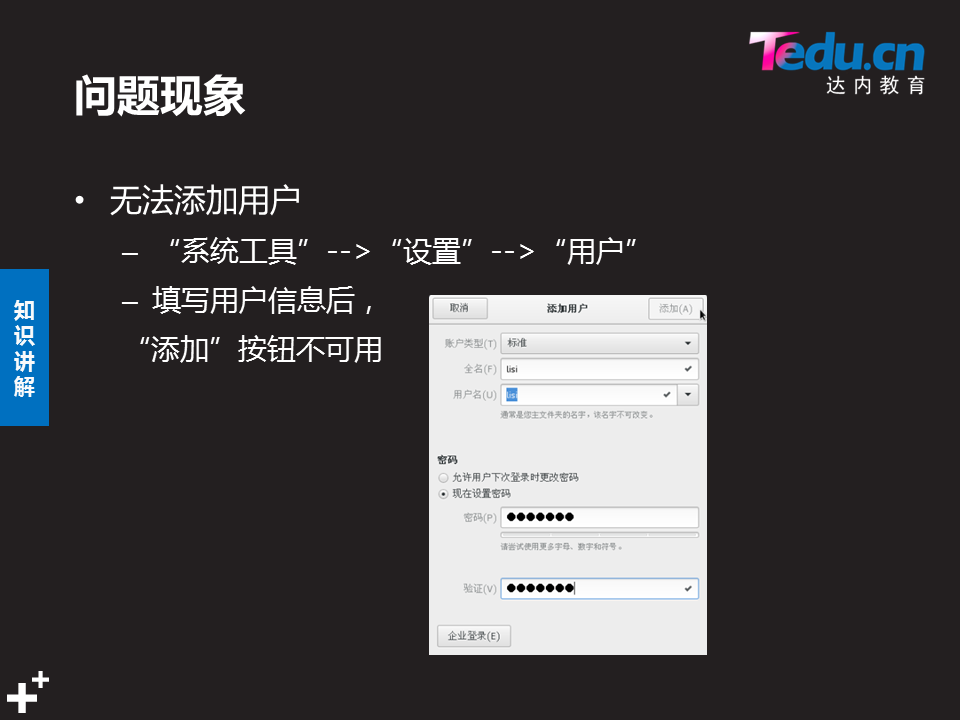 Tedu.cn
达内教育
问题现象
• 无法添加用户
– “系统工具”-->“设置”-->“用户”
– 填写用户信息后，
“添加”按钮不可用
知识讲解
取消 添加用户 添加(A)
账户类型(T) 标准
全名(F) lisi
用户名(U) lisi
通常是您主文件夹的名字，该名字不可改变。
密码
允许用户下次登录时更改密码
现在设置密码
密码(P) ●●●●●●●
请尝试使用更多字母、数字和符号。
验证(V) ●●●●●●●
企业登录(E)